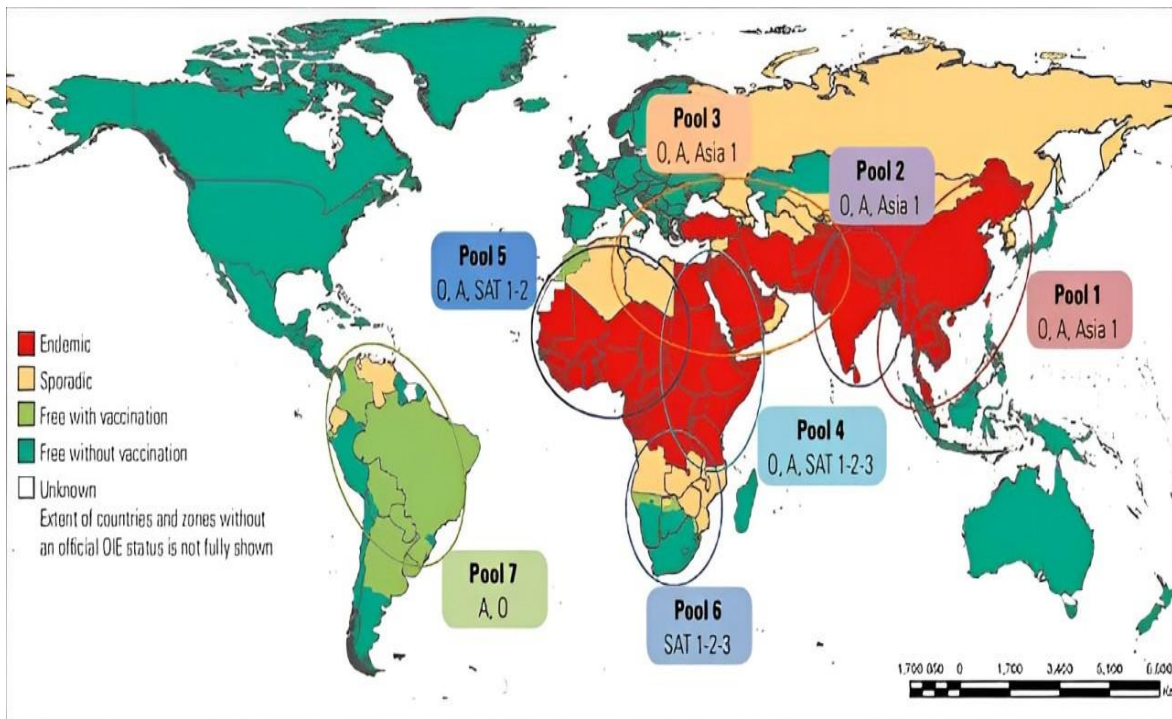 Pool 3
O, A, Asia 1
Pool 2
O, A, Asia 1
Pool 5
O, A, SAT 1-2
Pool 1
O, A, Asia 1
Endemic
Sporadic
Free with vaccination
Free without vaccination
Unknown
Extent of countries and zones without
an official OIE status is not fully shown
Pool 4
O, A, SAT 1-2-3
Pool 7
A, O
Pool 6
SAT 1-2-3
0 1,700 3,400